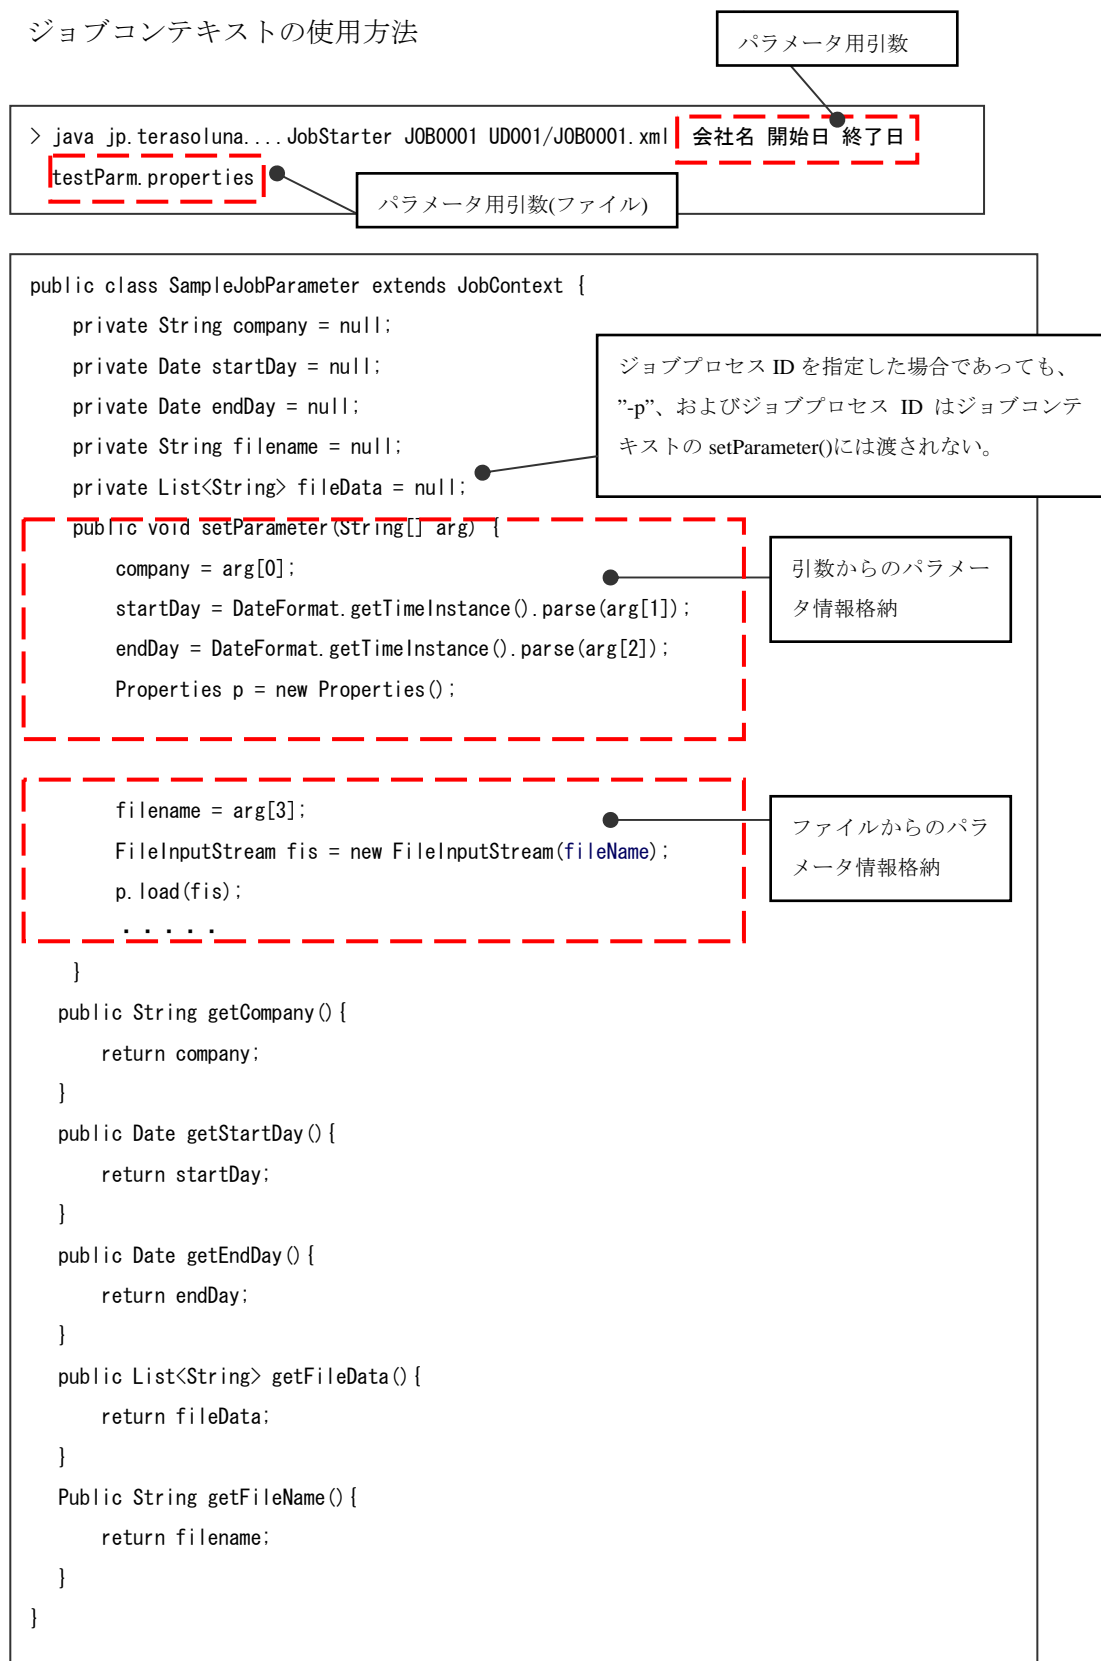 ジョブコンテキストの使用方法
パラメータ用引数
> java jp.terasoluna....JobStarter JOB0001 UD001/JOB0001.xml 会社名 開始日 終了日
testParm.properties
パラメータ用引数(ファイル)
public class SampleJobParameter extends JobContext {
private String company = null;
private Date startDay = null;
private Date endDay = null;
private String filename = null;
private List<String> fileData = null;
ジョブプロセス ID を指定した場合であっても、
”-p”、およびジョブプロセス ID はジョブコンテ
キストの setParameter()には渡されない。
public void setParameter(String[] arg) {
company = arg[0];
startDay = DateFormat.getTimeInstance().parse(arg[1]);
endDay = DateFormat.getTimeInstance().parse(arg[2]);
Properties p = new Properties();
引数からのパラメー
タ情報格納
filename = arg[3];
FileInputStream fis = new FileInputStream(fileName);
p.load(fis);
・・・・・
ファイルからのパラ
メータ情報格納
}
public String getCompany(){
return company;
}
public Date getStartDay(){
return startDay;
}
public Date getEndDay(){
return endDay;
}
public List<String> getFileData(){
return fileData;
}
Public String getFileName(){
return filename;
}
}